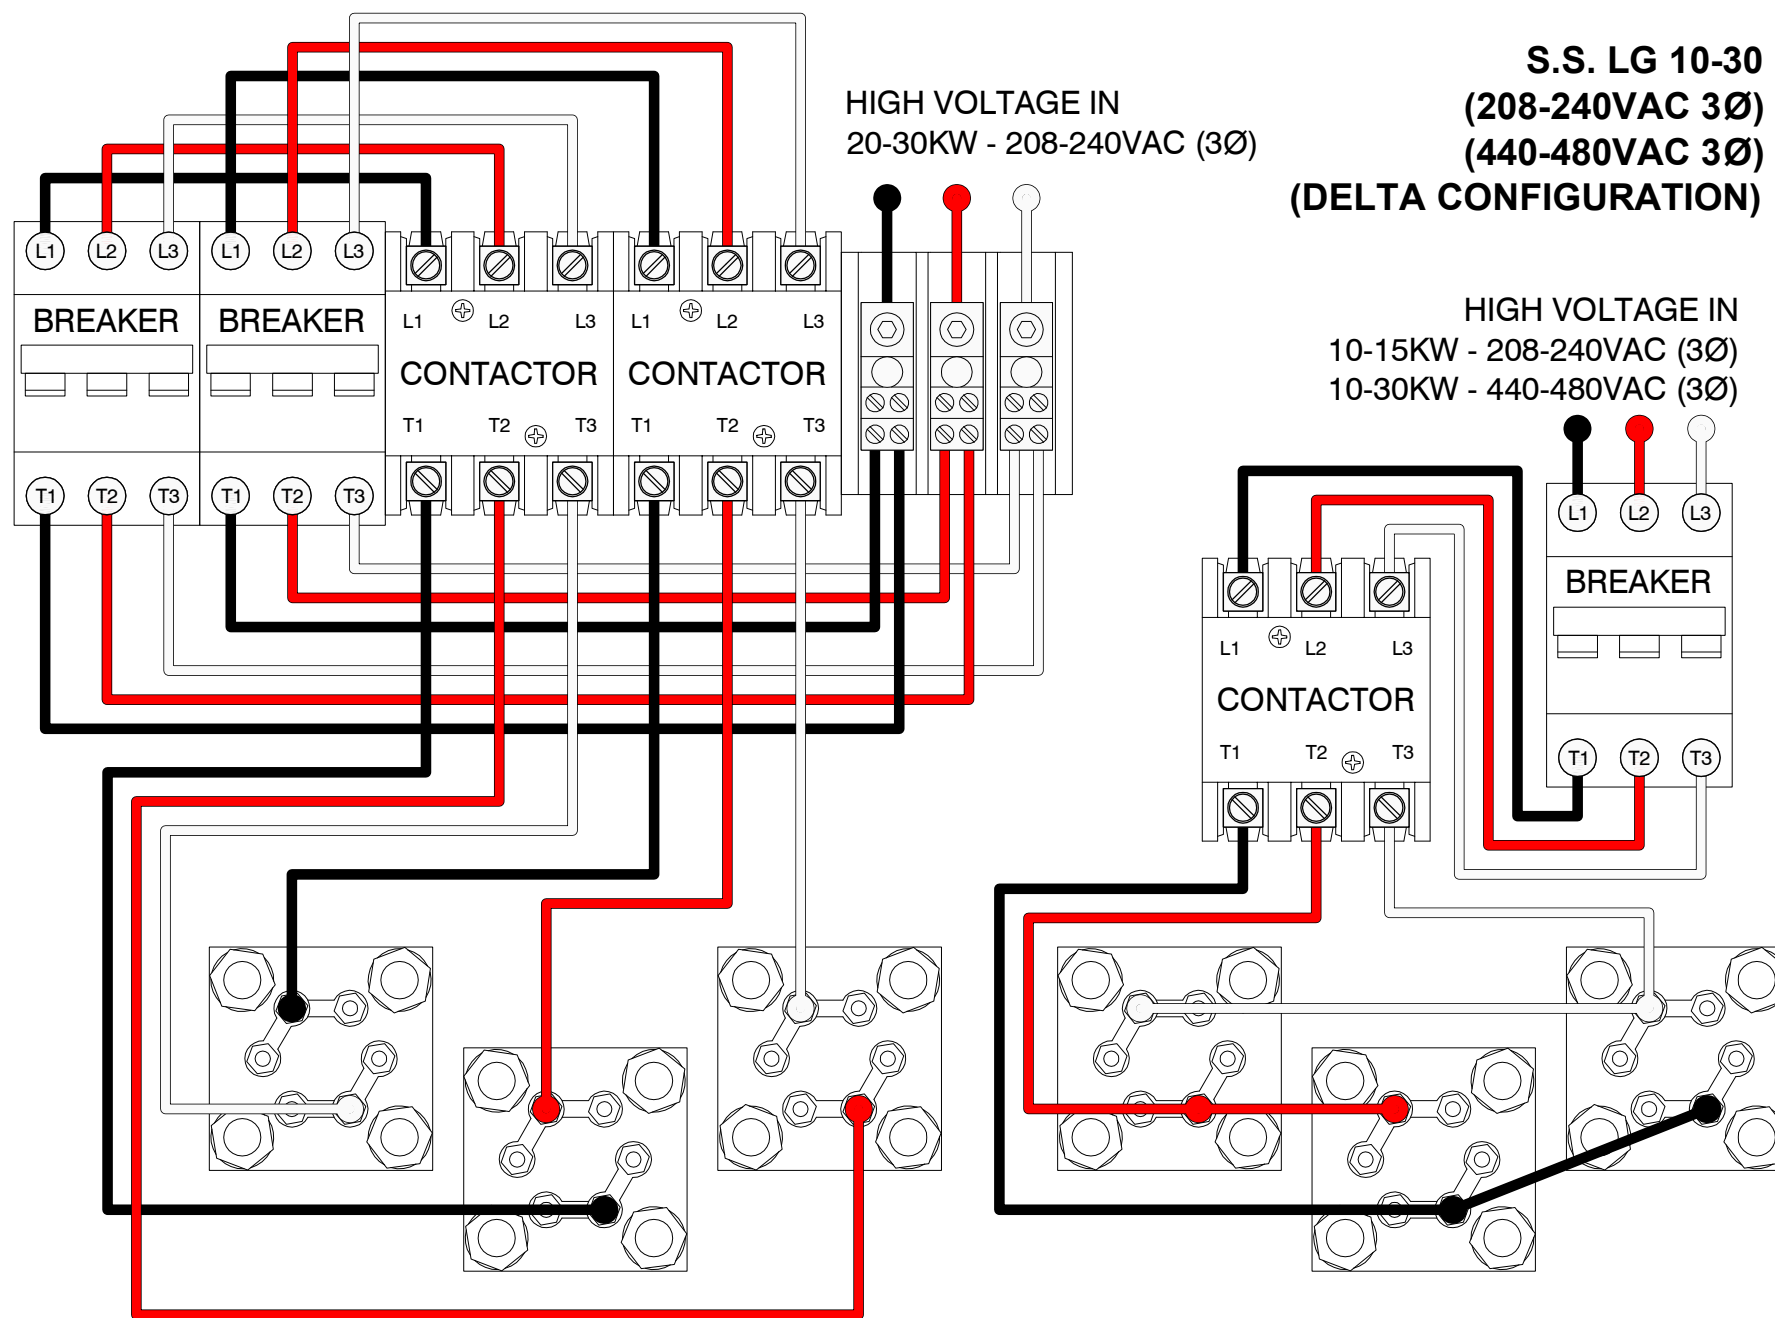 S.S. LG 10-30
(208-240VAC 3Ø)
(440-480VAC 3Ø)
(DELTA CONFIGURATION)
HIGH VOLTAGE IN
20-30KW - 208-240VAC (3Ø)
L1 L2 L3 L1 L2 L3
BREAKER BREAKER
L1 L2 L3 L1 L2 L3
CONTACTOR CONTACTOR
T1 T2 T3 T1 T2 T3
T1 T2 T3 T1 T2 T3
HIGH VOLTAGE IN
10-15KW - 208-240VAC (3Ø)
10-30KW - 440-480VAC (3Ø)
L1 L2 L3
BREAKER
T1 T2 T3
L1 L2 L3
CONTACTOR
T1 T2 T3